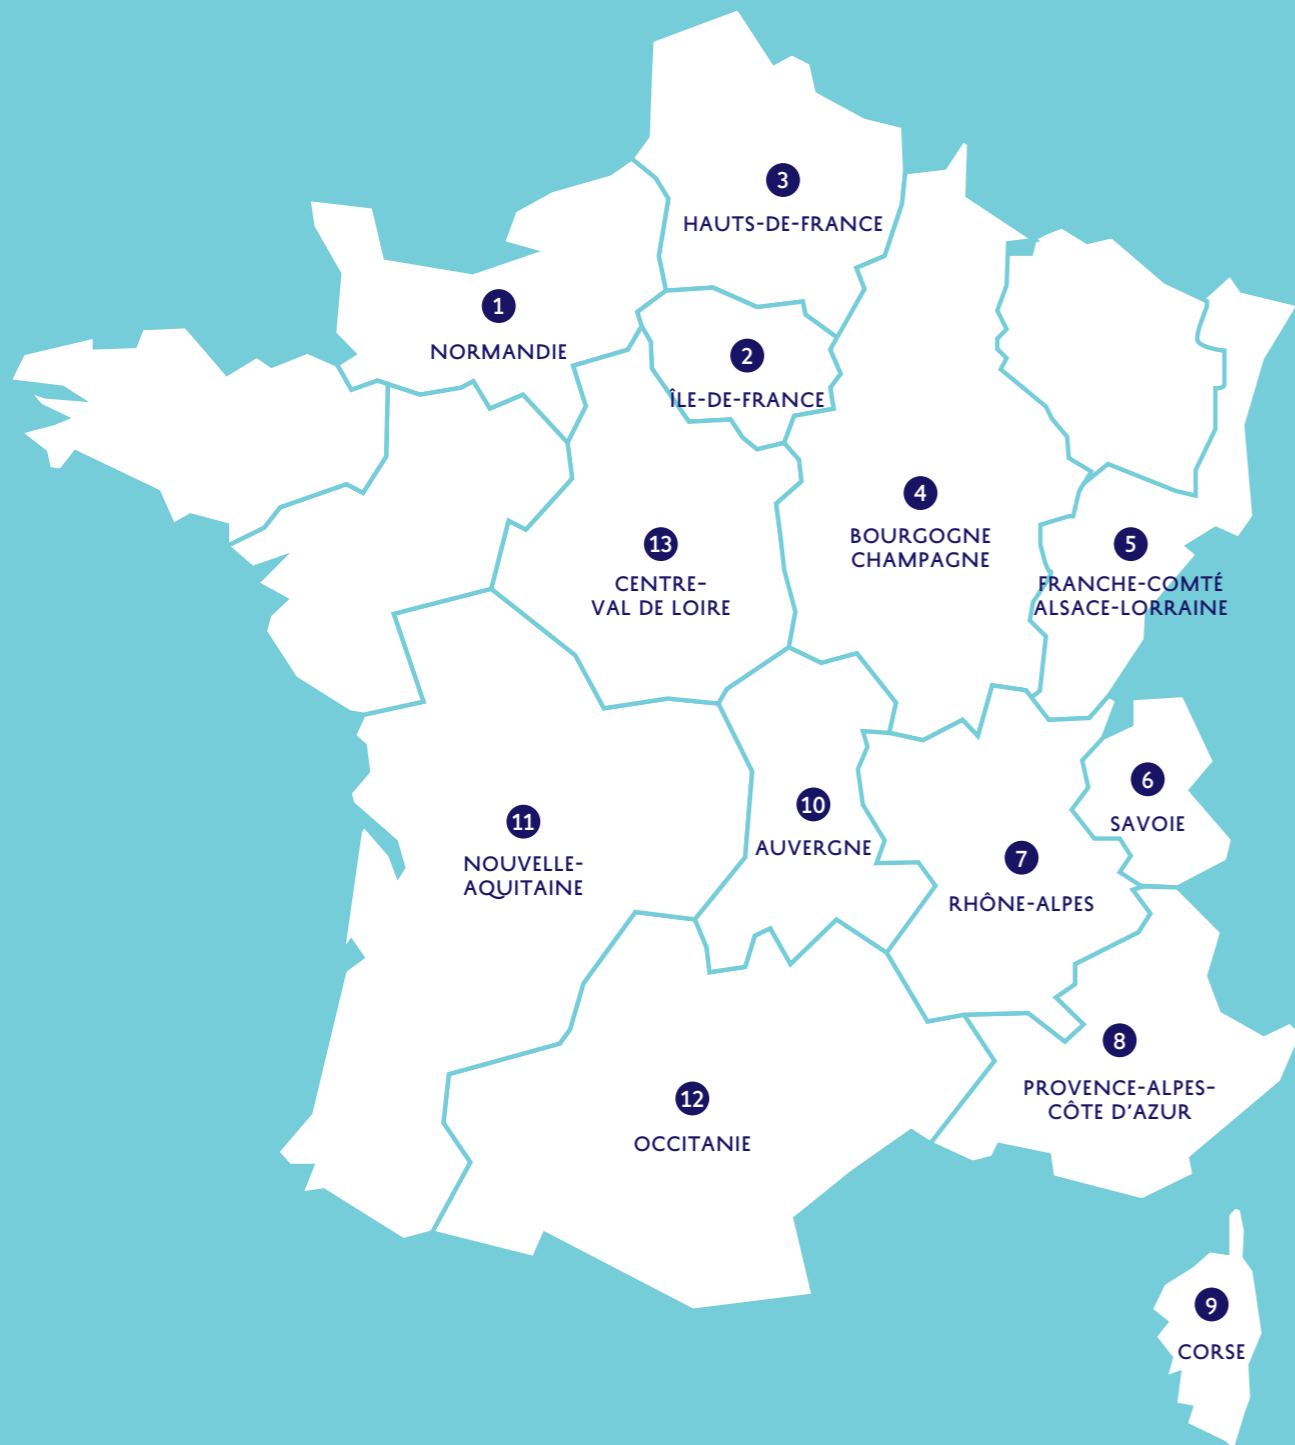 3
HAUTS-DE-FRANCE
1
NORMANDIE
2
ÎLE-DE-FRANCE
4
BOURGOGNE
CHAMPAGNE
13
CENTRE-
VAL DE LOIRE
5
FRANCHE-COMTÉ
ALSACE-LORRAINE
6
SAVOIE
10
AUVERGNE
11
NOUVELLE-
AQUITAINE
7
RHÔNE-ALPES
8
PROVENCE-ALPES-
CÔTE D'AZUR
12
OCCITANIE
9
CORSE